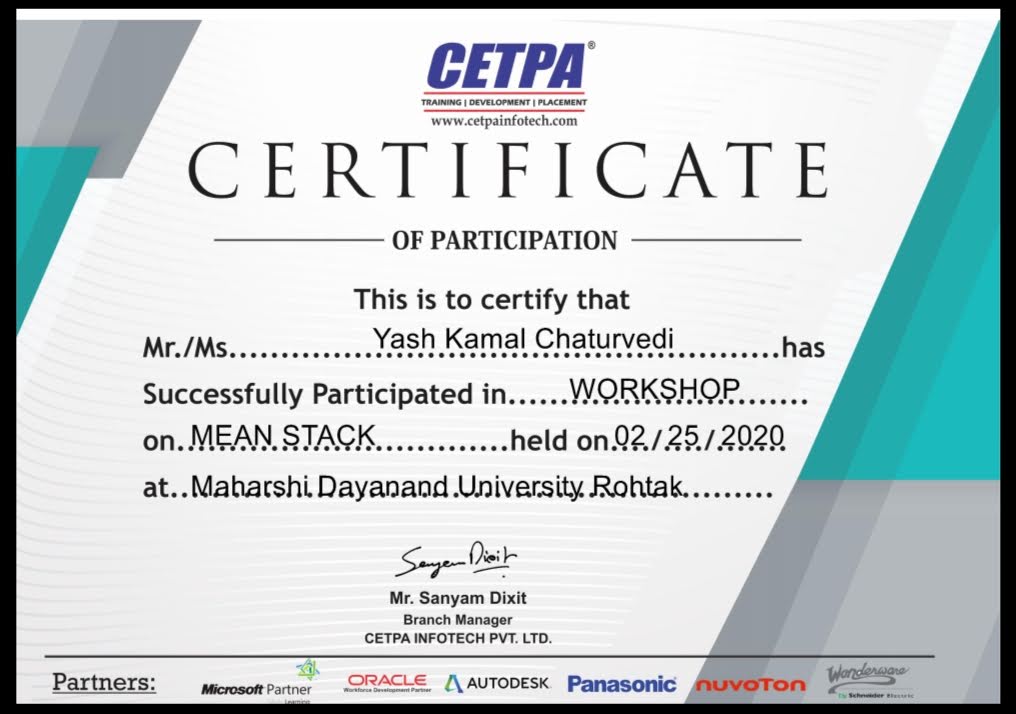 CETPA®
TRAINING | DEVELOPMENT | PLACEMENT
www.cetpainfotech.com
CERTIFICATE
OF PARTICIPATION
This is to certify that
Mr./Ms. Yash Kamal Chaturvedi has
Successfully Participated in WORKSHOP
on MEAN STACK held on 02/25/2020
at Maharshi Dayanand University Rohtak
Sanyam Dixit
Mr. Sanyam Dixit
Branch Manager
CETPA INFOTECH PVT. LTD.
Partners: Microsoft Partner ORACLE AUTODESK Panasonic nuvoTon Wonderware
Learning Workforce Development Partner by Schneider Electric